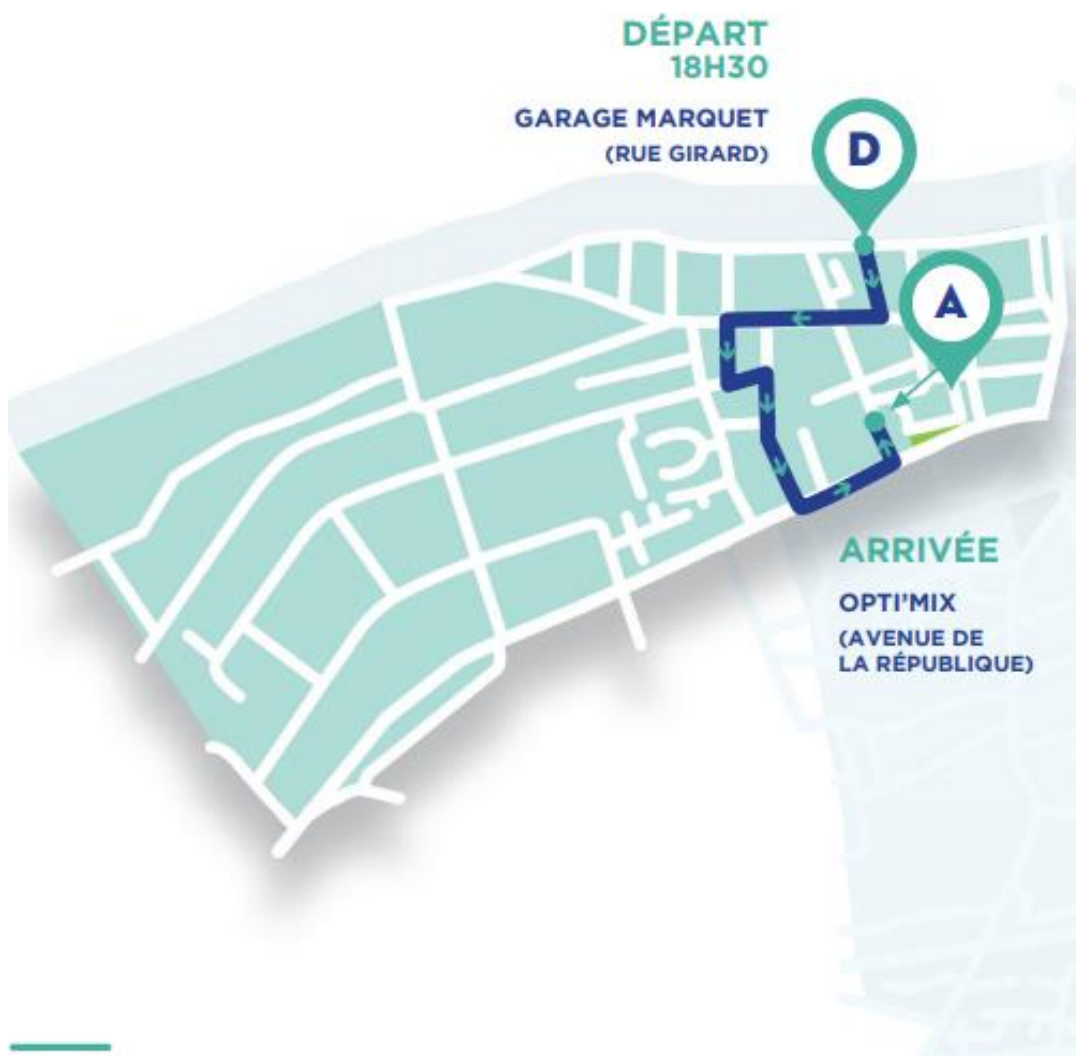 DÉPART
18H30
GARAGE MARQUET
(RUE GIRARD)
D
A
ARRIVÉE
OPTI'MIX
(AVENUE DE
LA RÉPUBLIQUE)